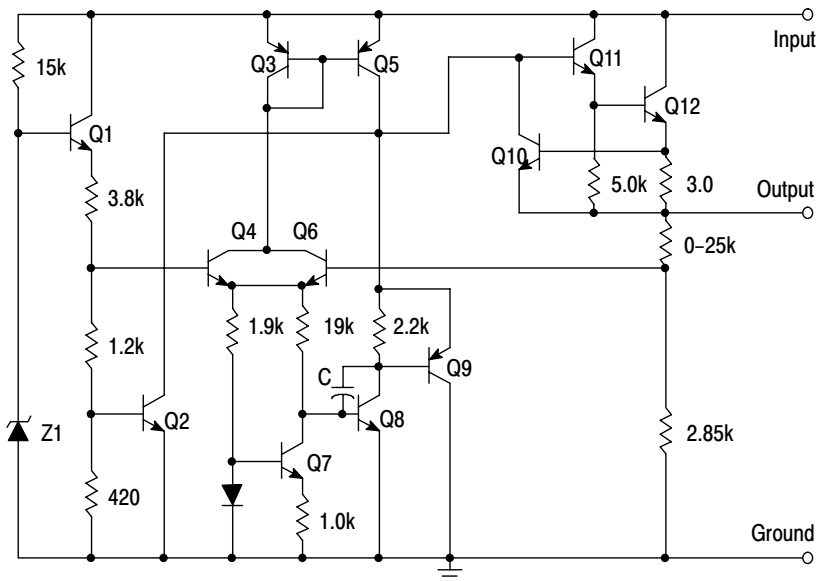 Input
15k
Q3
Q5
Q11
Q12
Q1
Q10
3.8k
5.0k
3.0
Output
Q4
Q6
0–25k
1.2k
1.9k
19k
2.2k
C
Q9
Q2
Q8
Z1
2.85k
Q7
420
1.0k
Ground